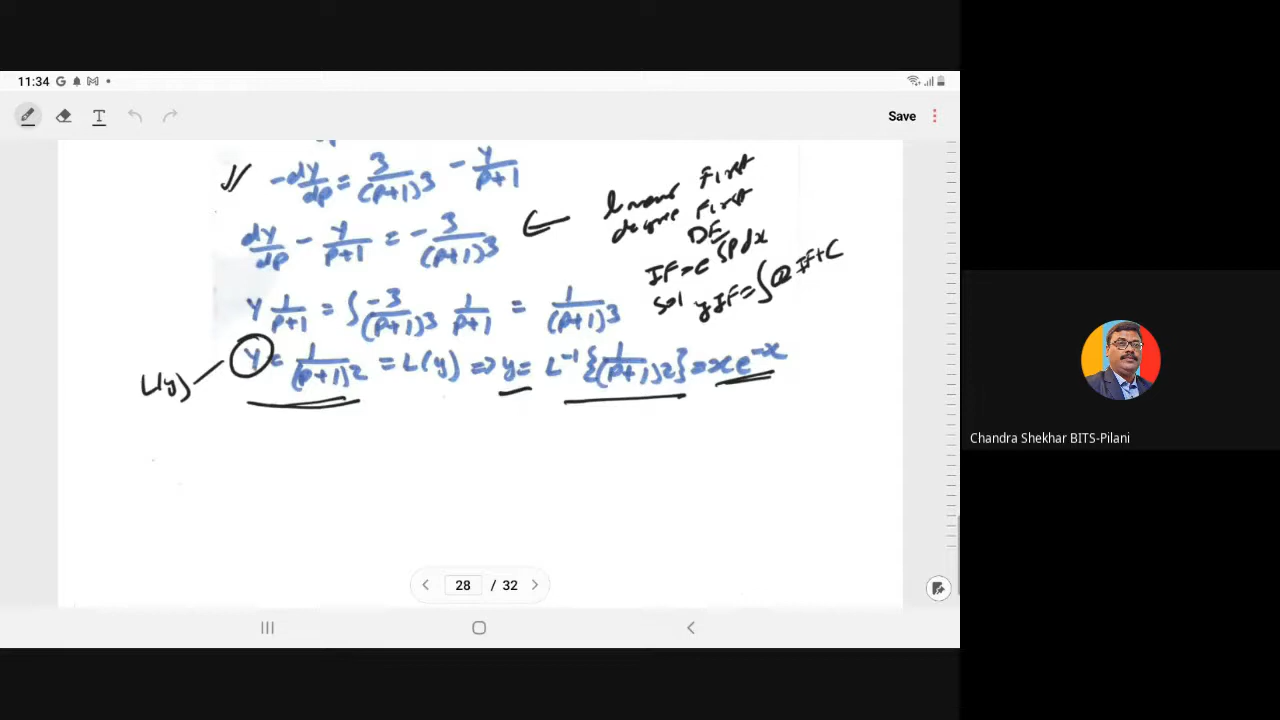 11:34
Save
-dY/dp = 3/(p+1)3 - Y/p+1
dY/dp - Y/p+1 = - 3/(p+1)3
linear First
degree First
DE
IF = e∫Pdx
sol y IF = ∫Q IF + C
Y 1/p+1 = ∫ -3/(p+1)3 1/p+1 = 1/(p+1)3
Y = 1/(p+1)2 = L(y) => y = L-1 {1/(p+1)2} = xe-x
L(y)
28 / 32
Chandra Shekhar BITS-Pilani